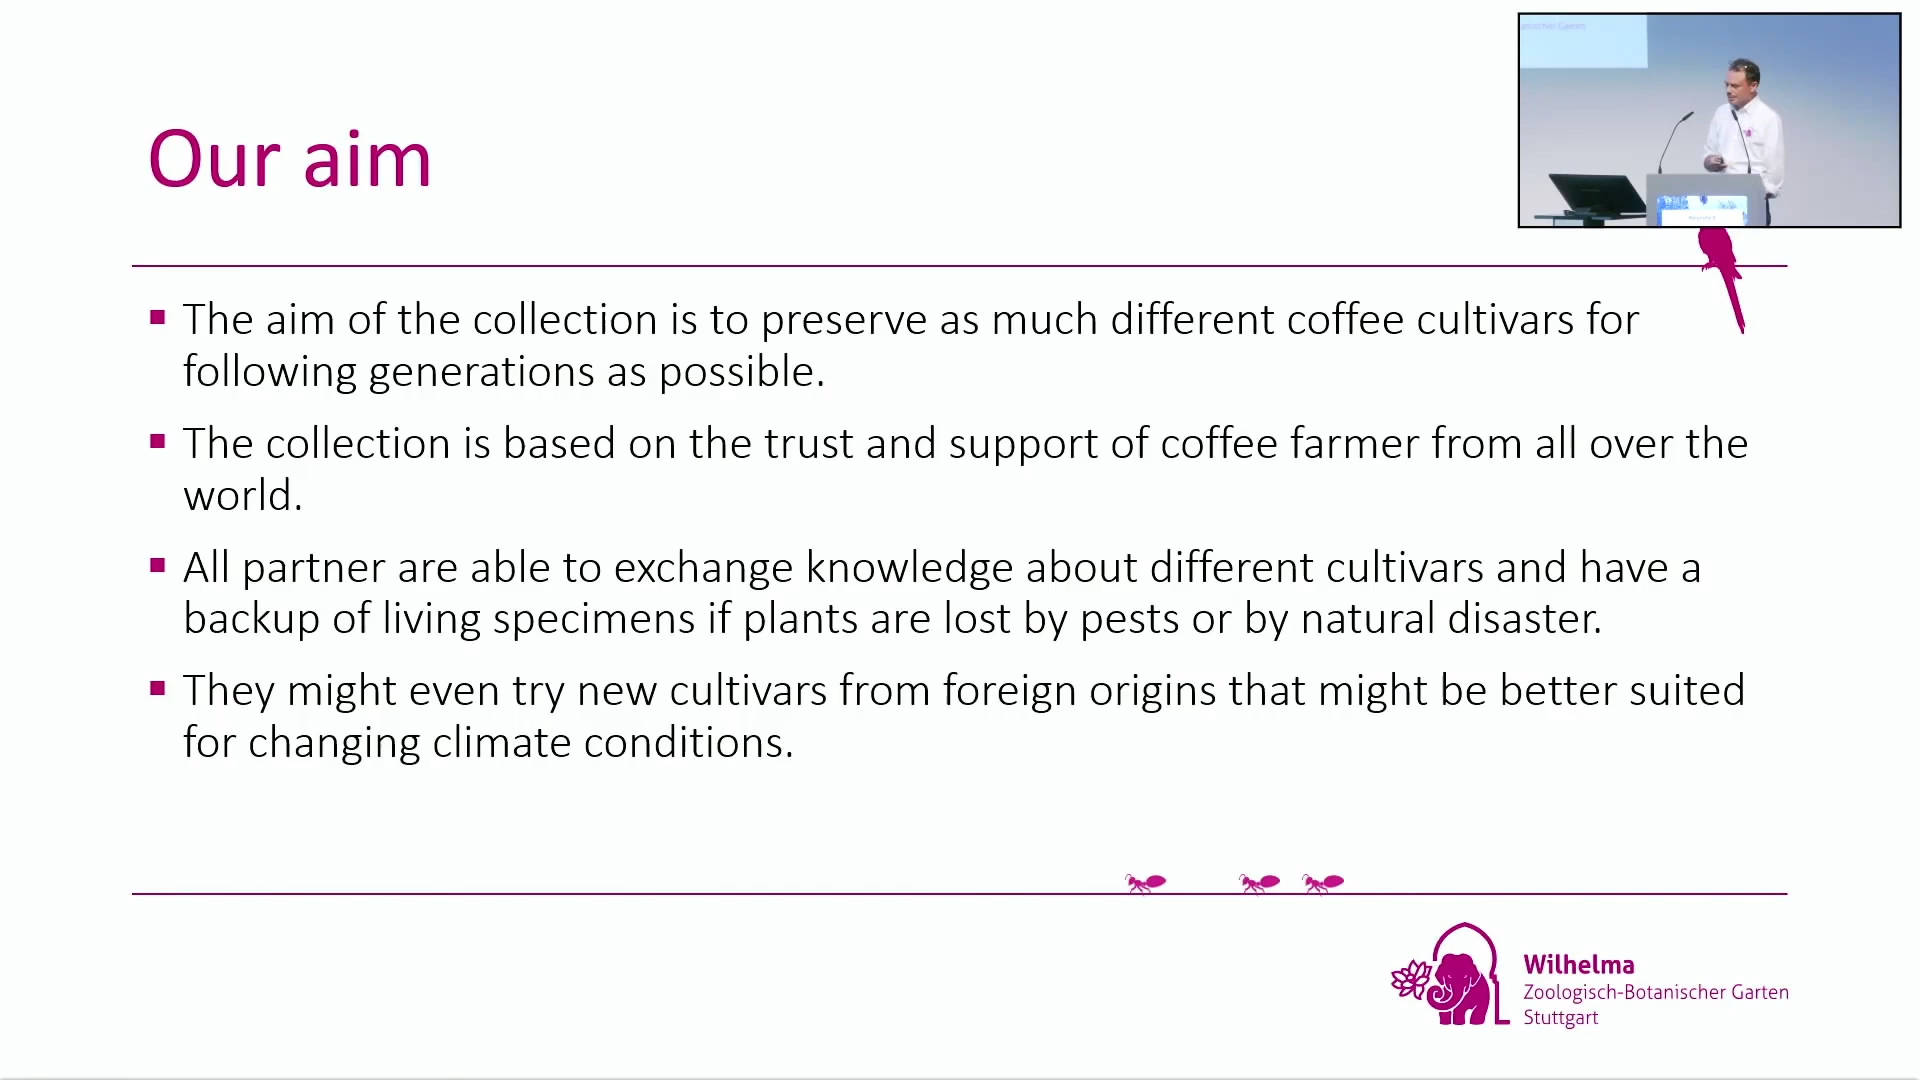 Our aim
The aim of the collection is to preserve as much different coffee cultivars for
following generations as possible.
The collection is based on the trust and support of coffee farmer from all over the
world.
All partner are able to exchange knowledge about different cultivars and have a
backup of living specimens if plants are lost by pests or by natural disaster.
They might even try new cultivars from foreign origins that might be better suited
for changing climate conditions.
Wilhelma
Zoologisch-Botanischer Garten
Stuttgart